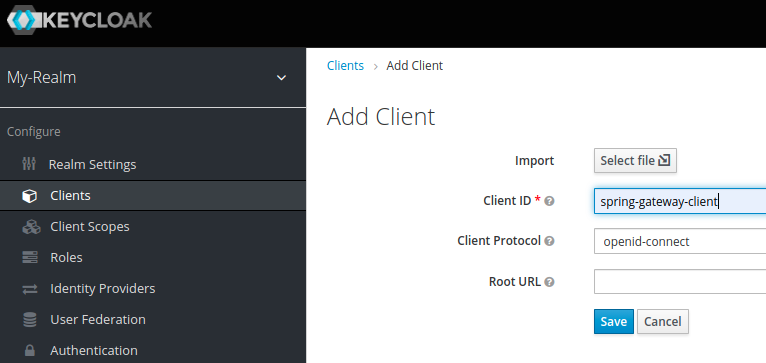 KEYCLOAK
My-Realm
Configure
Realm Settings
Clients
Client Scopes
Roles
Identity Providers
User Federation
Authentication
Clients > Add Client
Add Client
Import Select file
Client ID * spring-gateway-client
Client Protocol openid-connect
Root URL
Save Cancel